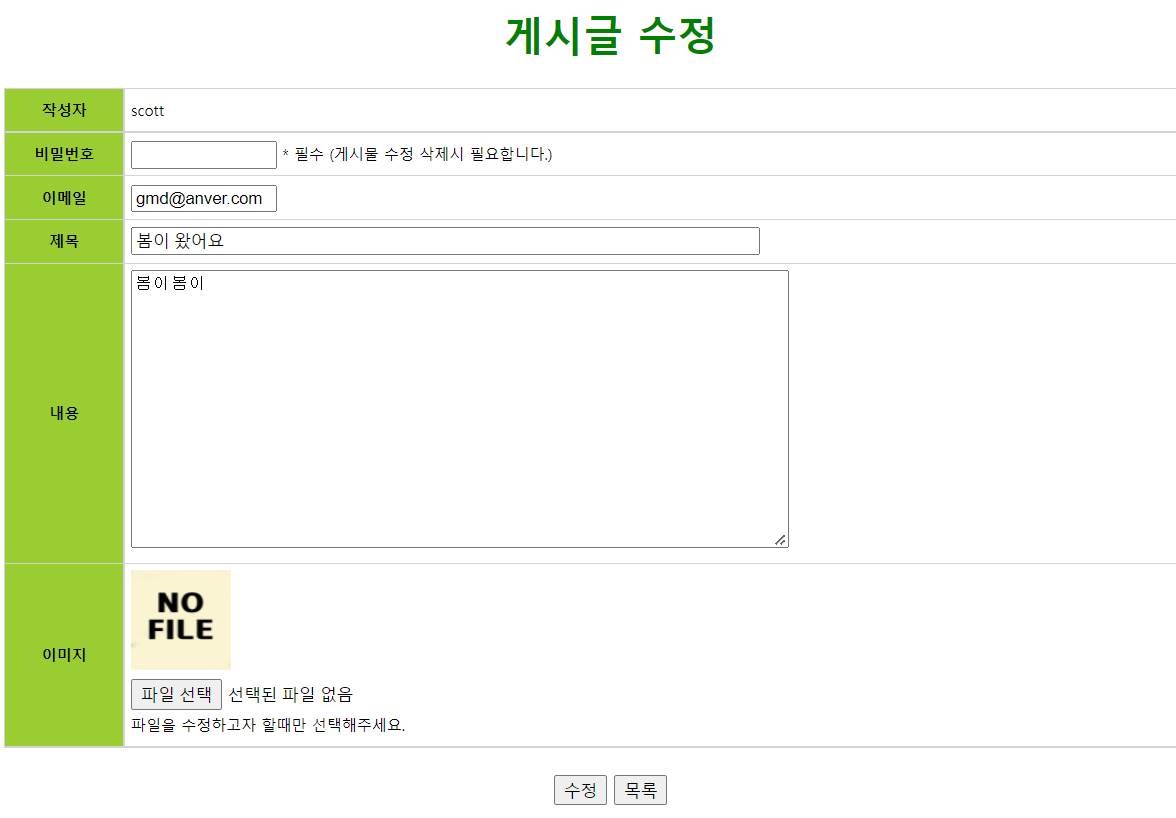 게시글 수정
작성자 scott
비밀번호 * 필수 (게시물 수정 삭제시 필요합니다.)
이메일 gmd@anver.com
제목 봄이 왔어요
내용 봄이봄이
이미지
NO
FILE
파일 선택 선택된 파일 없음
파일을 수정하고자 할때만 선택해주세요.
수정 목록